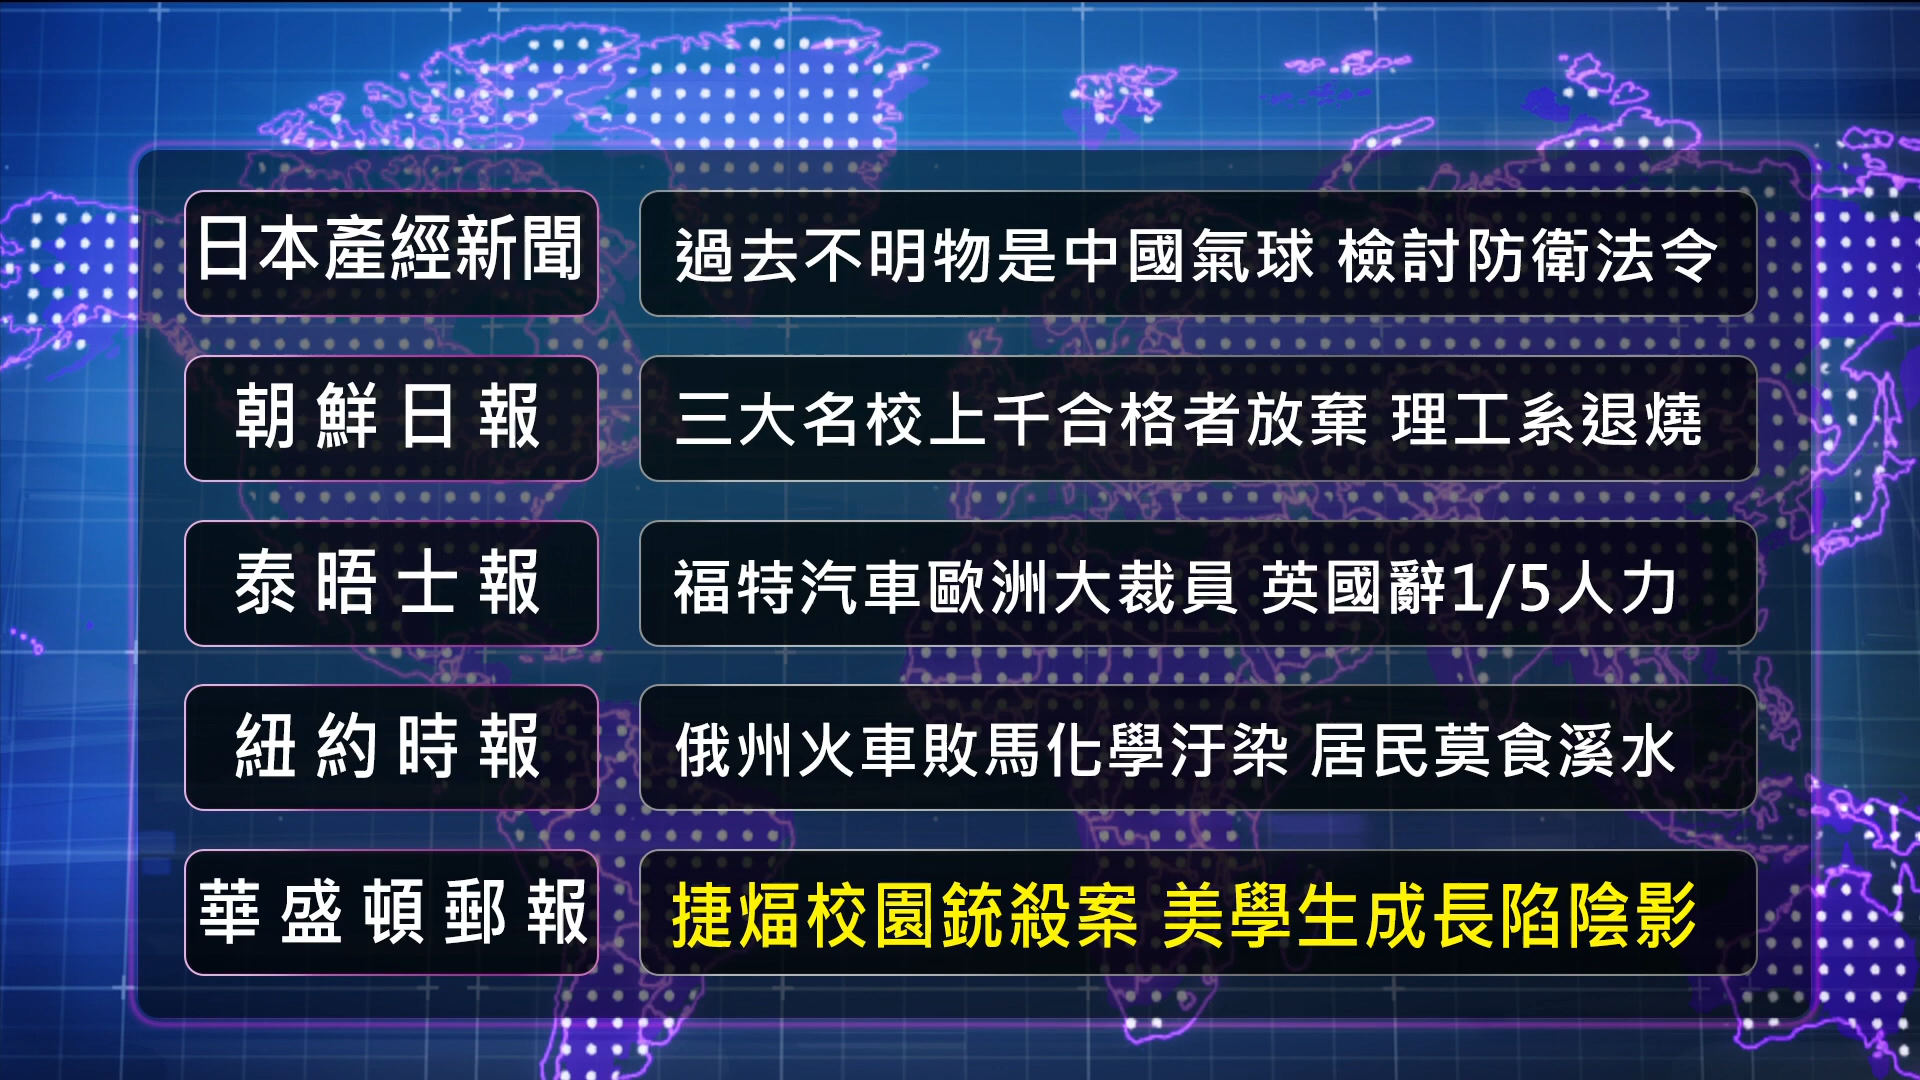 日本產經新聞
過去不明物是中國氣球 檢討防衛法令
朝鮮日報
三大名校上千合格者放棄 理工系退燒
泰晤士報
福特汽車歐洲大裁員 英國辭1/5人力
紐約時報
俄州火車敗馬化學汙染 居民莫食溪水
華盛頓郵報
捷煏校園銃殺案 美學生成長陷陰影